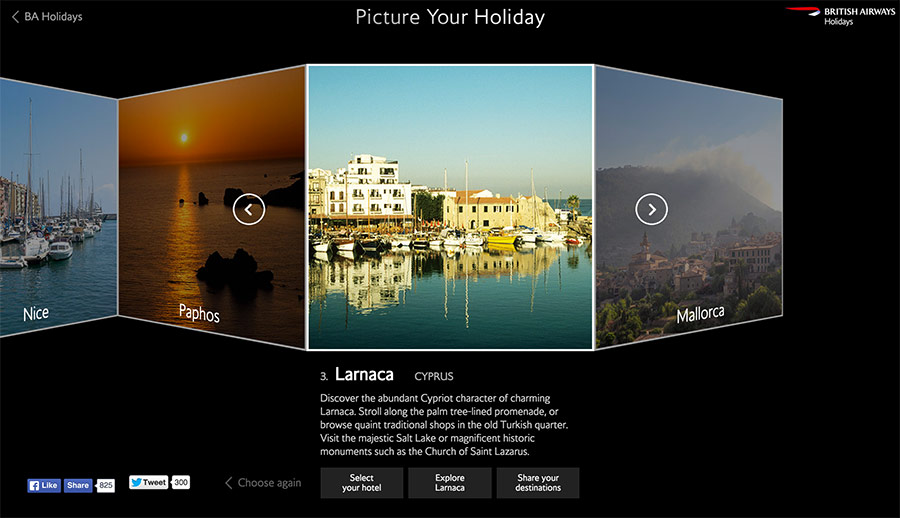 BA Holidays
Picture Your Holiday
BRITISH AIRWAYS
Holidays
Nice
Paphos
Mallorca
3. Larnaca CYPRUS
Discover the abundant Cypriot character of charming
Larnaca. Stroll along the palm tree-lined promenade, or
browse quaint traditional shops in the old Turkish quarter.
Visit the majestic Salt Lake or magnificent historic
monuments such as the Church of Saint Lazarus.
Like Share 825
Tweet 300
Choose again
Select
your hotel
Explore
Larnaca
Share your
destinations